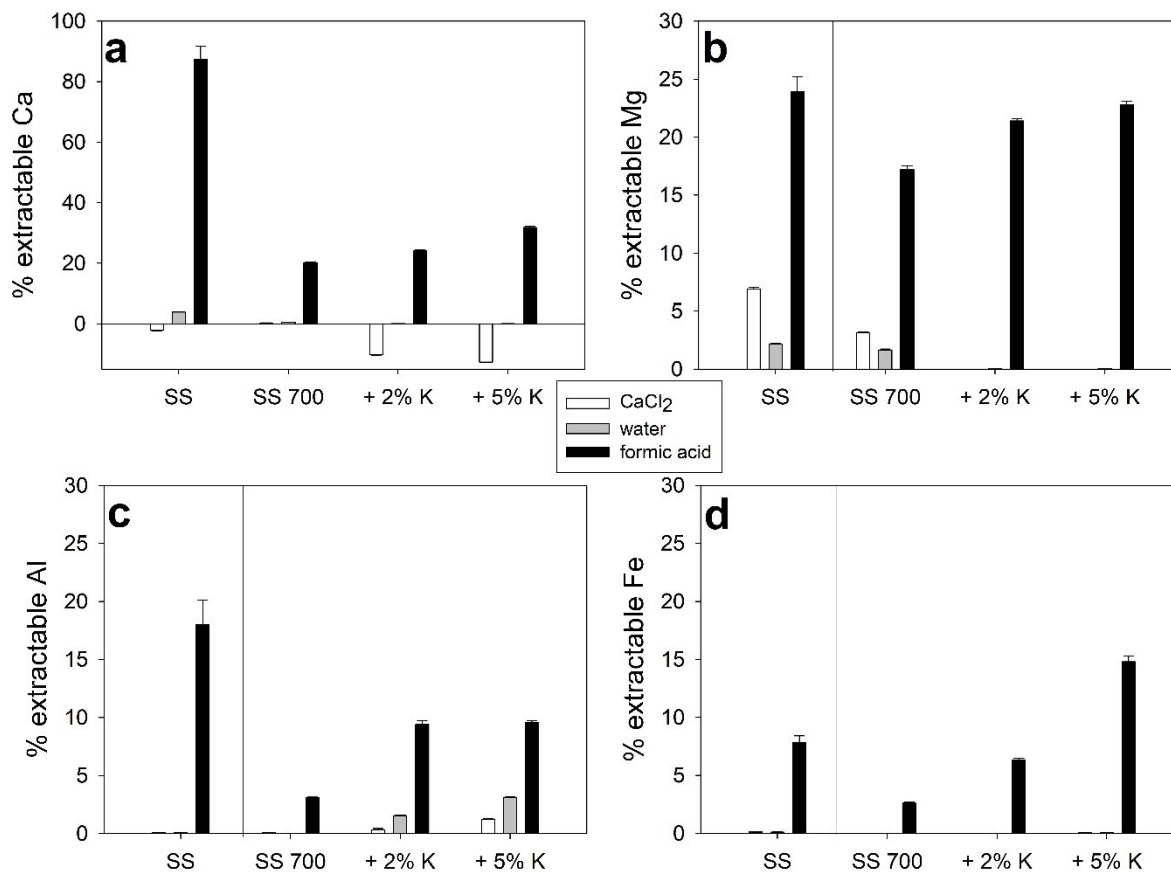 a
% extractable Ca
100
80
60
40
20
0
SS SS 700 + 2% K + 5% K
b
% extractable Mg
30
25
20
15
10
5
0
SS SS 700 + 2% K + 5% K
CaCl₂
water
formic acid
c
% extractable Al
30
25
20
15
10
5
0
SS SS 700 + 2% K + 5% K
d
% extractable Fe
30
25
20
15
10
5
0
SS SS 700 + 2% K + 5% K